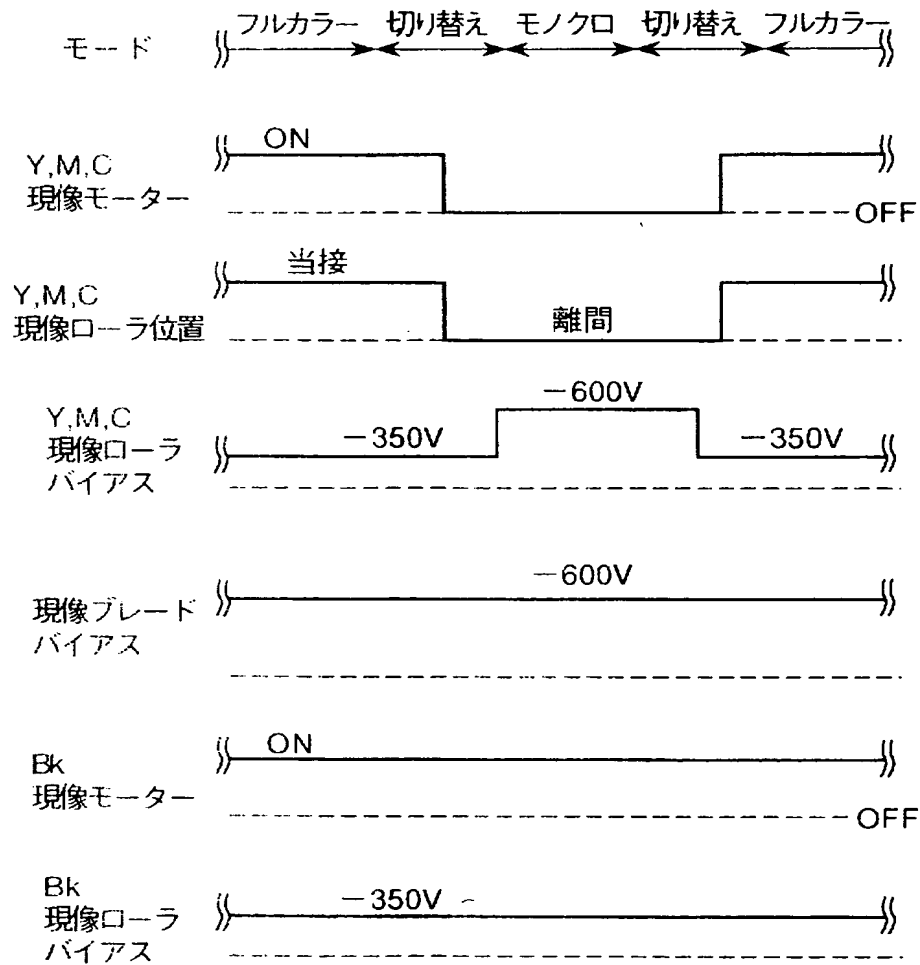 モード
フルカラー 切り替え モノクロ 切り替え フルカラー
Y,M,C
現像モーター
ON
OFF
Y,M,C
現像ローラ位置
当接
離間
Y,M,C
現像ローラ
バイアス
−350V
−600V
−350V
現像ブレード
バイアス
−600V
Bk
現像モーター
ON
OFF
Bk
現像ローラ
バイアス
−350V